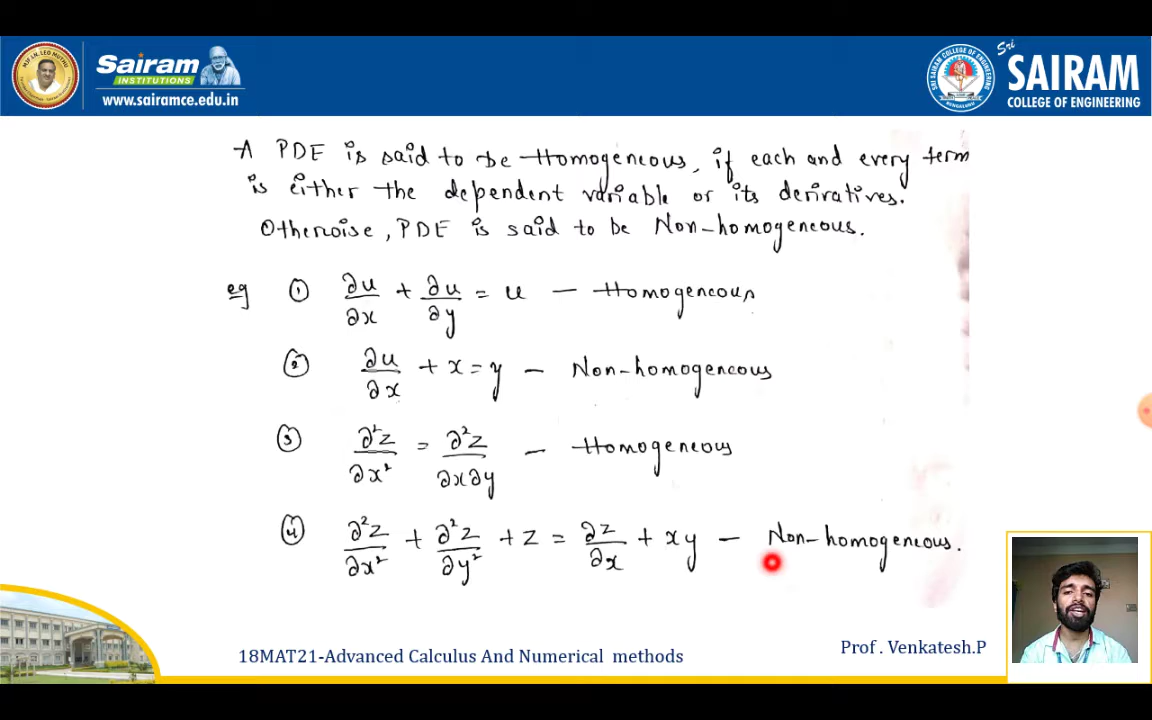 Sairam
INSTITUTIONS
www.sairamce.edu.in
Sri
SAIRAM
COLLEGE OF ENGINEERING
A PDE is said to be Homogeneous, if each and every term
is either the dependent variable or its derivatives.
Otherwise, PDE is said to be Non-homogeneous.
eg ① ∂u/∂x + ∂u/∂y = u — Homogeneous
② ∂u/∂x + x = y — Non-homogeneous
③ ∂²z/∂x² = ∂²z/∂x∂y — Homogeneous
④ ∂²z/∂x² + ∂²z/∂y² + z = ∂z/∂x + xy — Non-homogeneous.
Prof . Venkatesh.P
18MAT21-Advanced Calculus And Numerical methods